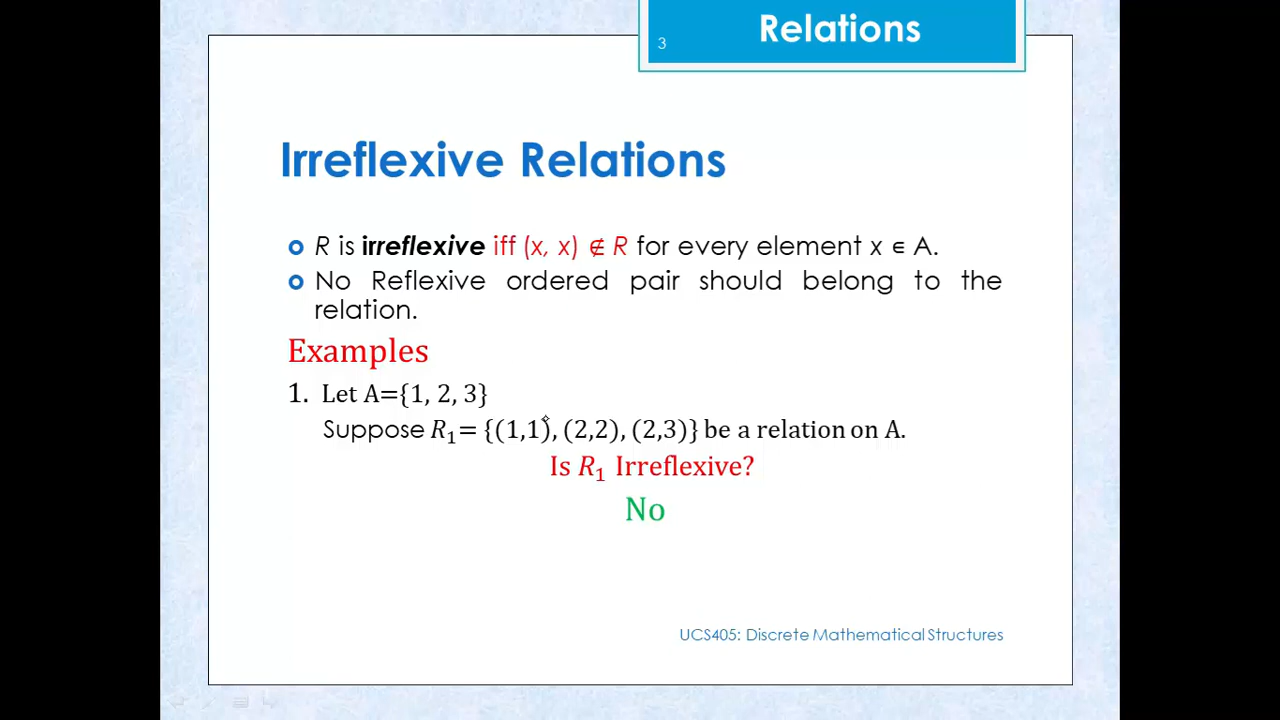 Relations
3
Irreflexive Relations
R is irreflexive iff (x, x) ∉ R for every element x ∊ A.
No Reflexive ordered pair should belong to the
relation.
Examples
1. Let A={1, 2, 3}
Suppose R₁= {(1,1), (2,2), (2,3)} be a relation on A.
Is R₁ Irreflexive?
No
UCS405: Discrete Mathematical Structures